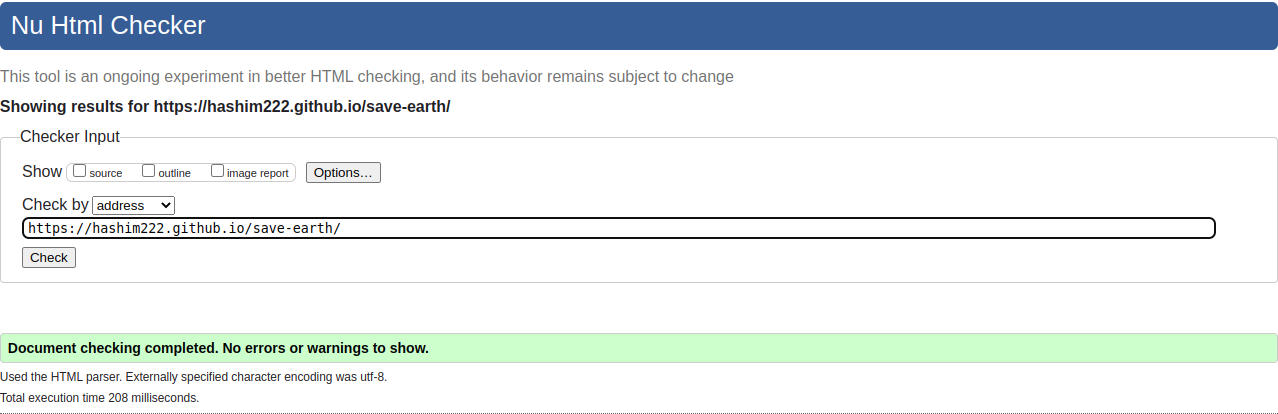 Nu Html Checker
This tool is an ongoing experiment in better HTML checking, and its behavior remains subject to change
Showing results for https://hashim222.github.io/save-earth/
Checker Input
Show source outline image report Options...
Check by address
https://hashim222.github.io/save-earth/
Check
Document checking completed. No errors or warnings to show.
Used the HTML parser. Externally specified character encoding was utf-8.
Total execution time 208 milliseconds.